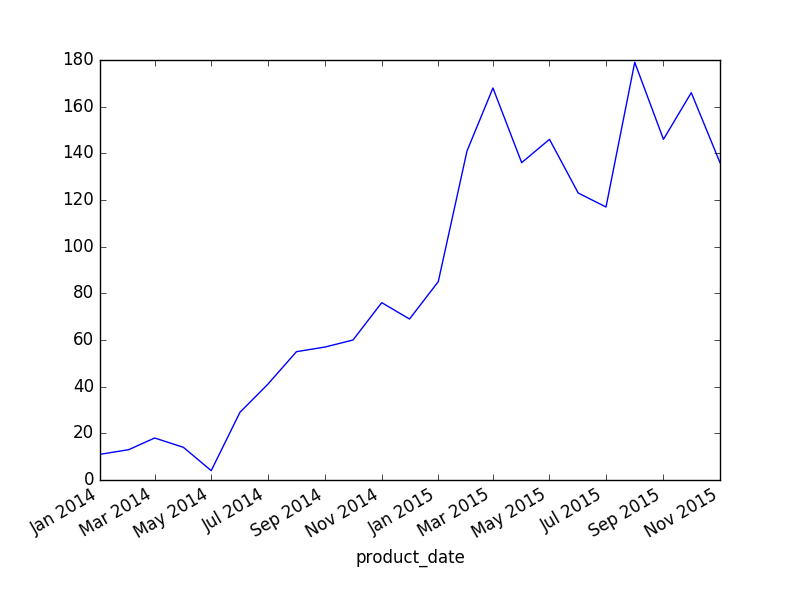 180
160
140
120
100
80
60
40
20
0
Jan 2014
Mar 2014
May 2014
Jul 2014
Sep 2014
Nov 2014
Jan 2015
Mar 2015
May 2015
Jul 2015
Sep 2015
Nov 2015
product_date